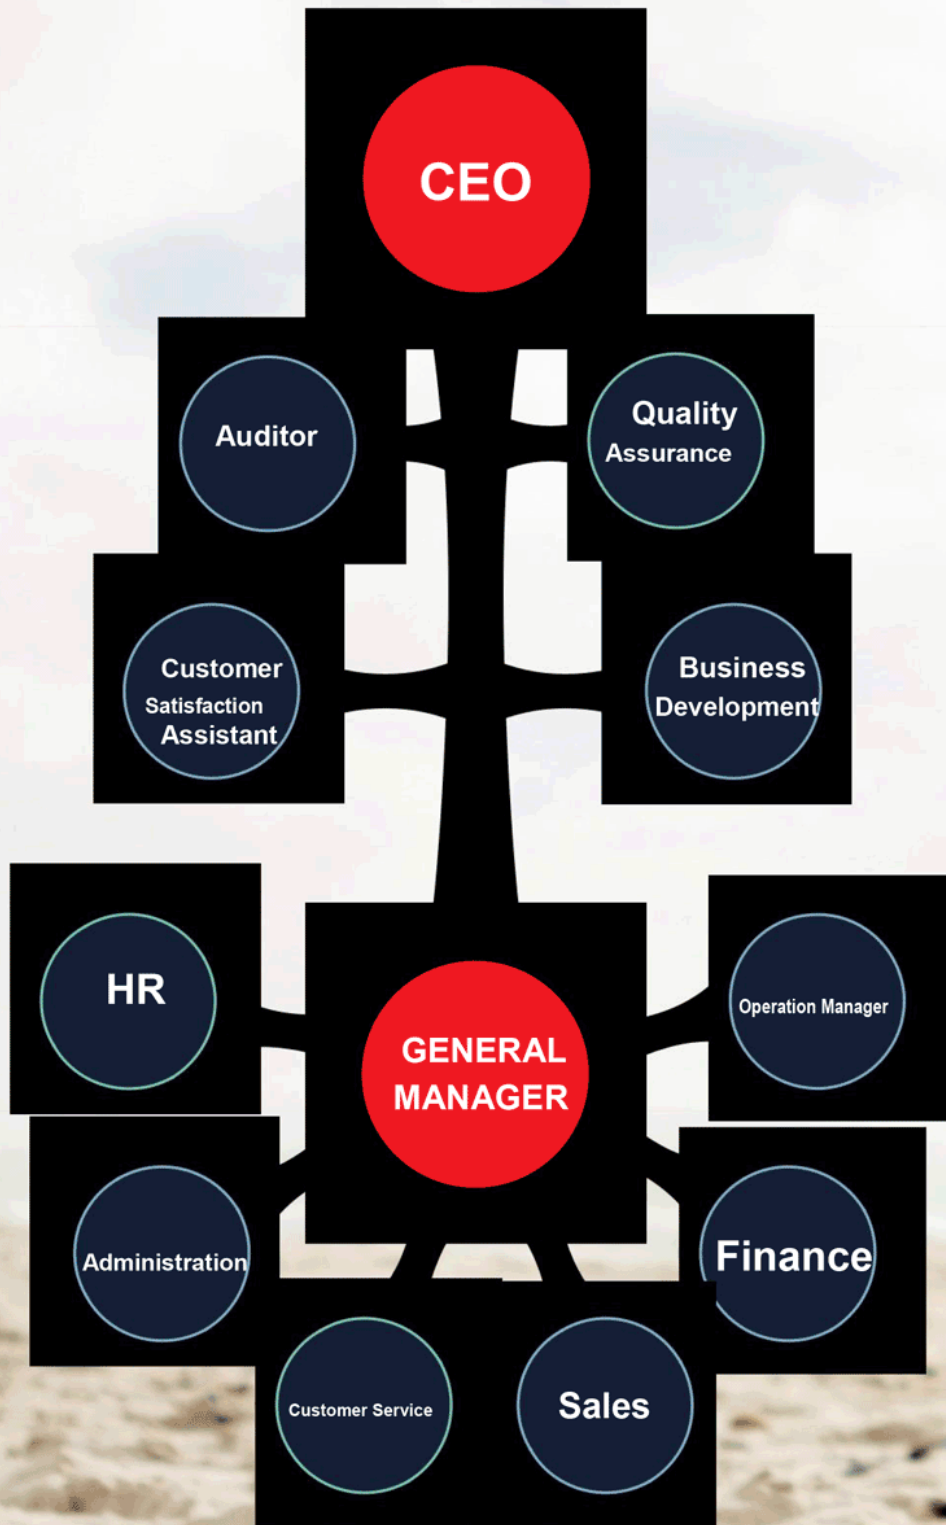 CEO
Auditor
Quality
Assurance
Customer
Satisfaction
Assistant
Business
Development
HR
GENERAL
MANAGER
Operation Manager
Administration
Finance
Customer Service
Sales